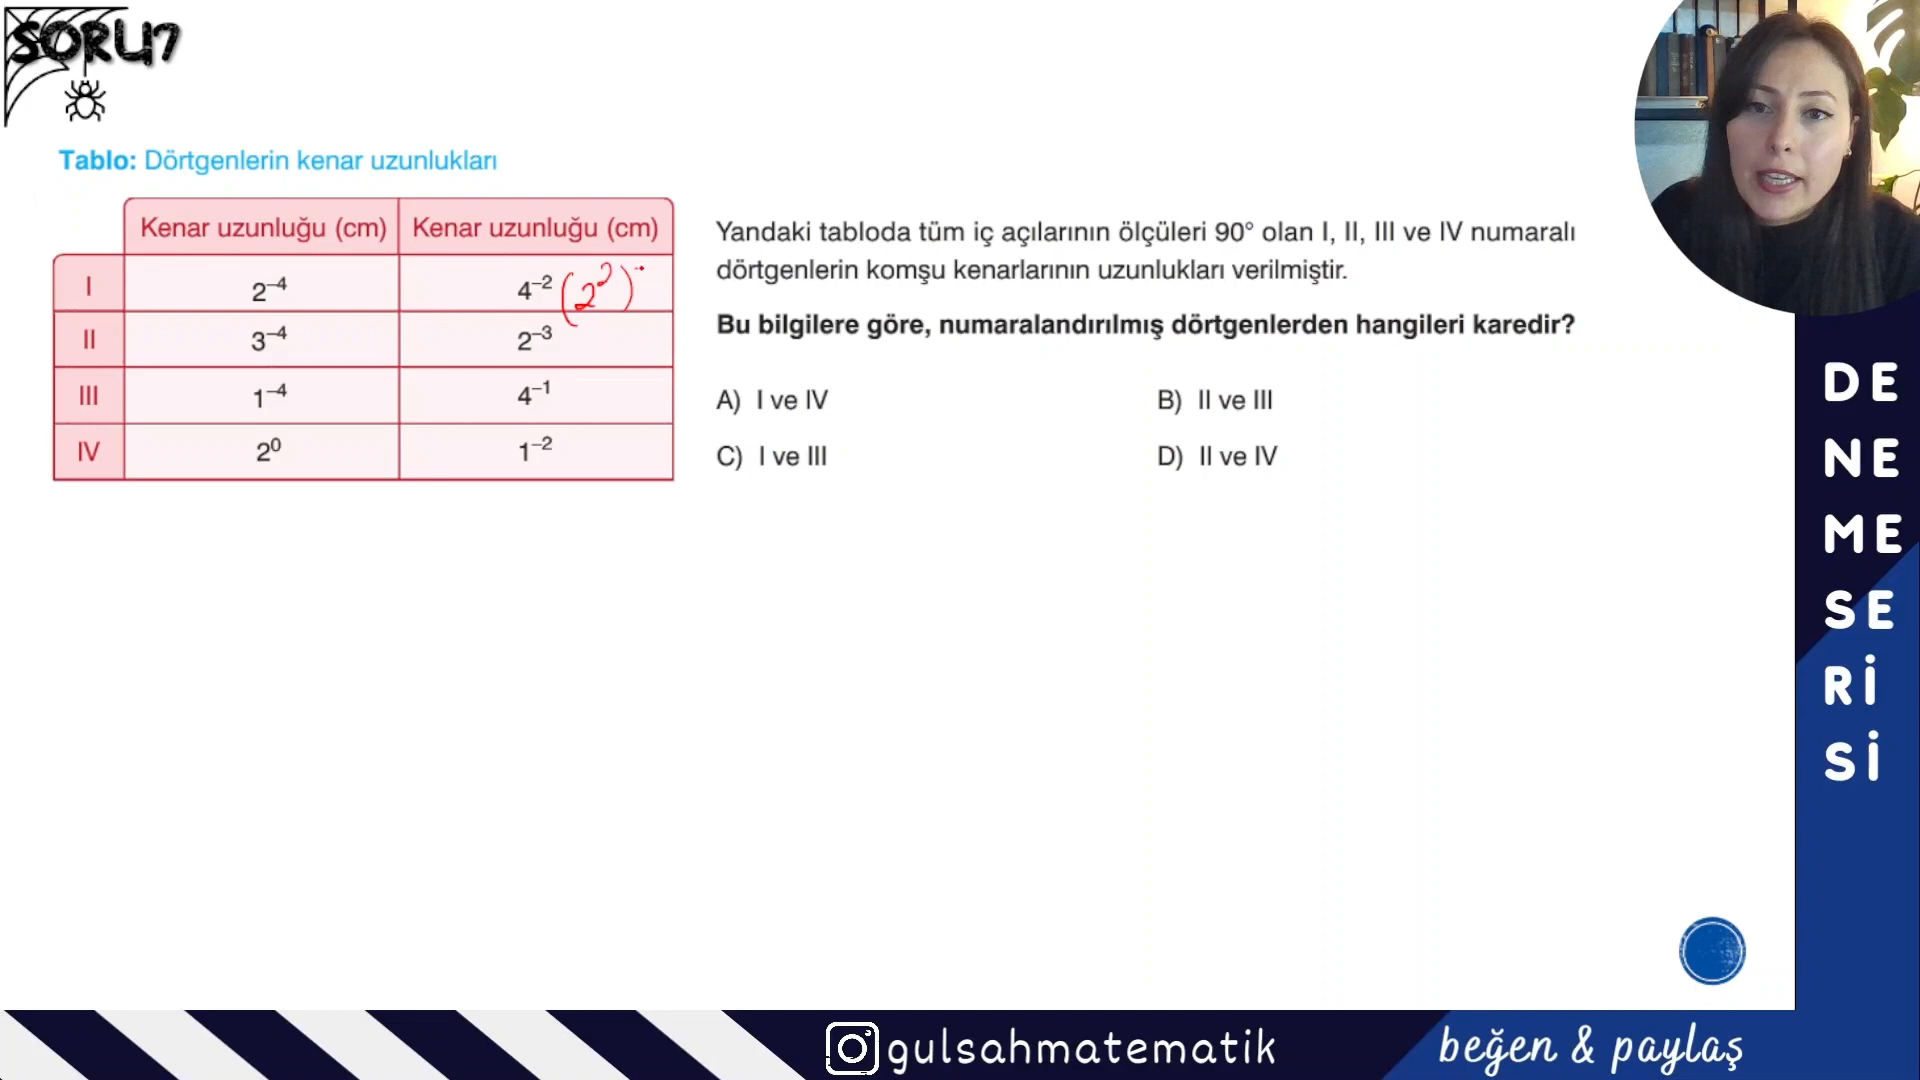 SORU7
Tablo: Dörtgenlerin kenar uzunlukları
Kenar uzunluğu (cm) Kenar uzunluğu (cm)
I 2⁻⁴ 4⁻² (2²)
II 3⁻⁴ 2⁻³
III 1⁻⁴ 4⁻¹
IV 2⁰ 1⁻²
Yandaki tabloda tüm iç açılarının ölçüleri 90° olan I, II, III ve IV numaralı
dörtgenlerin komşu kenarlarının uzunlukları verilmiştir.
Bu bilgilere göre, numaralandırılmış dörtgenlerden hangileri karedir?
A) I ve IV B) II ve III
C) I ve III D) II ve IV
DE
NE
ME
SE
Rİ
Sİ
gulsahmatematik
beğen & paylaş